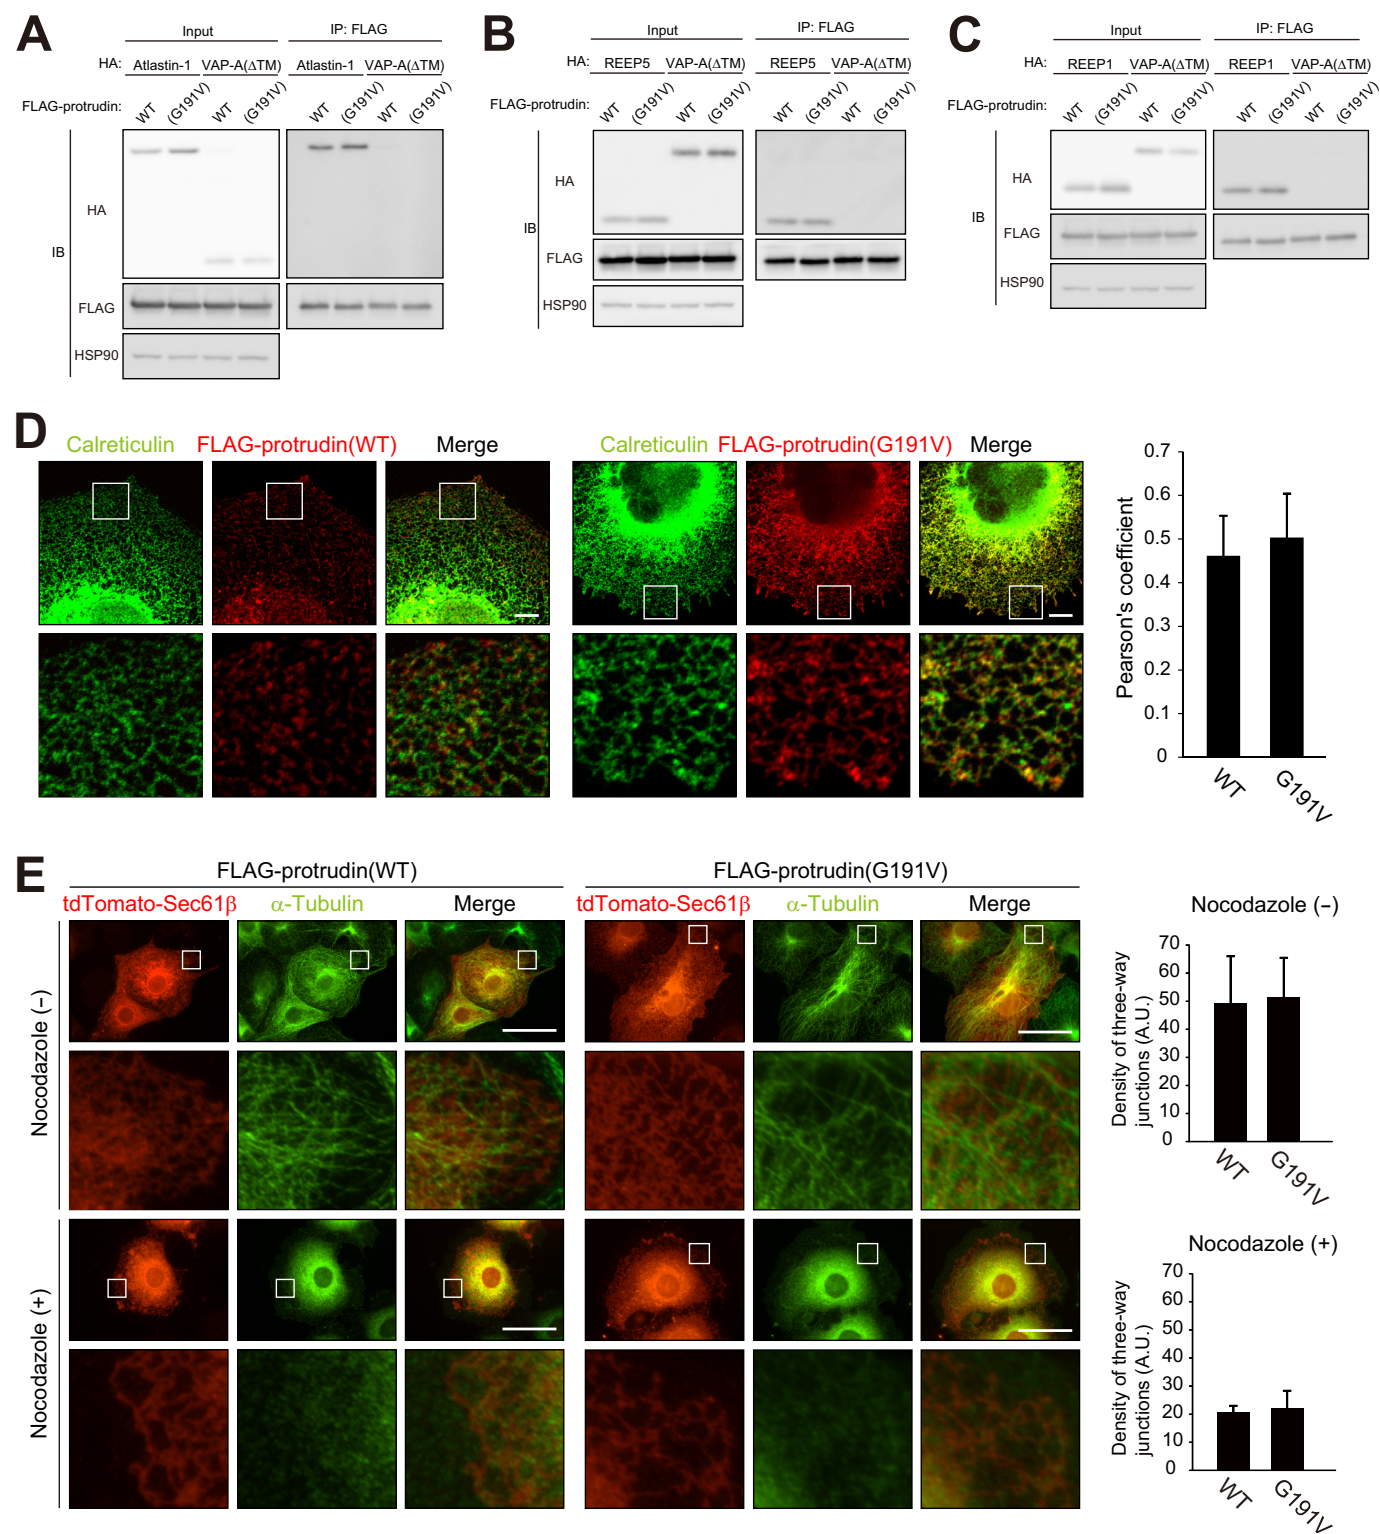 A
Input
IP: FLAG
HA:
Atlastin-1
VAP-A(ΔTM)
Atlastin-1
VAP-A(ΔTM)
FLAG-protrudin:
WT
(G191V)
WT
(G191V)
WT
(G191V)
WT
(G191V)
IB
HA
FLAG
HSP90
B
Input
IP: FLAG
HA:
REEP5
VAP-A(ΔTM)
REEP5
VAP-A(ΔTM)
FLAG-protrudin:
WT
(G191V)
WT
(G191V)
WT
(G191V)
WT
(G191V)
IB
HA
FLAG
HSP90
C
Input
IP: FLAG
HA:
REEP1
VAP-A(ΔTM)
REEP1
VAP-A(ΔTM)
FLAG-protrudin:
WT
(G191V)
WT
(G191V)
WT
(G191V)
WT
(G191V)
IB
HA
FLAG
HSP90
D
Calreticulin
FLAG-protrudin(WT)
Merge
Calreticulin
FLAG-protrudin(G191V)
Merge
Pearson's coefficient
0.7
0.6
0.5
0.4
0.3
0.2
0.1
0
WT
G191V
E
FLAG-protrudin(WT)
FLAG-protrudin(G191V)
tdTomato-Sec61β
α-Tubulin
Merge
tdTomato-Sec61β
α-Tubulin
Merge
Nocodazole (−)
Nocodazole (+)
Nocodazole (−)
Density of three-way
junctions (A.U.)
70
60
50
40
30
20
10
0
WT
G191V
Nocodazole (+)
Density of three-way
junctions (A.U.)
70
60
50
40
30
20
10
0
WT
G191V